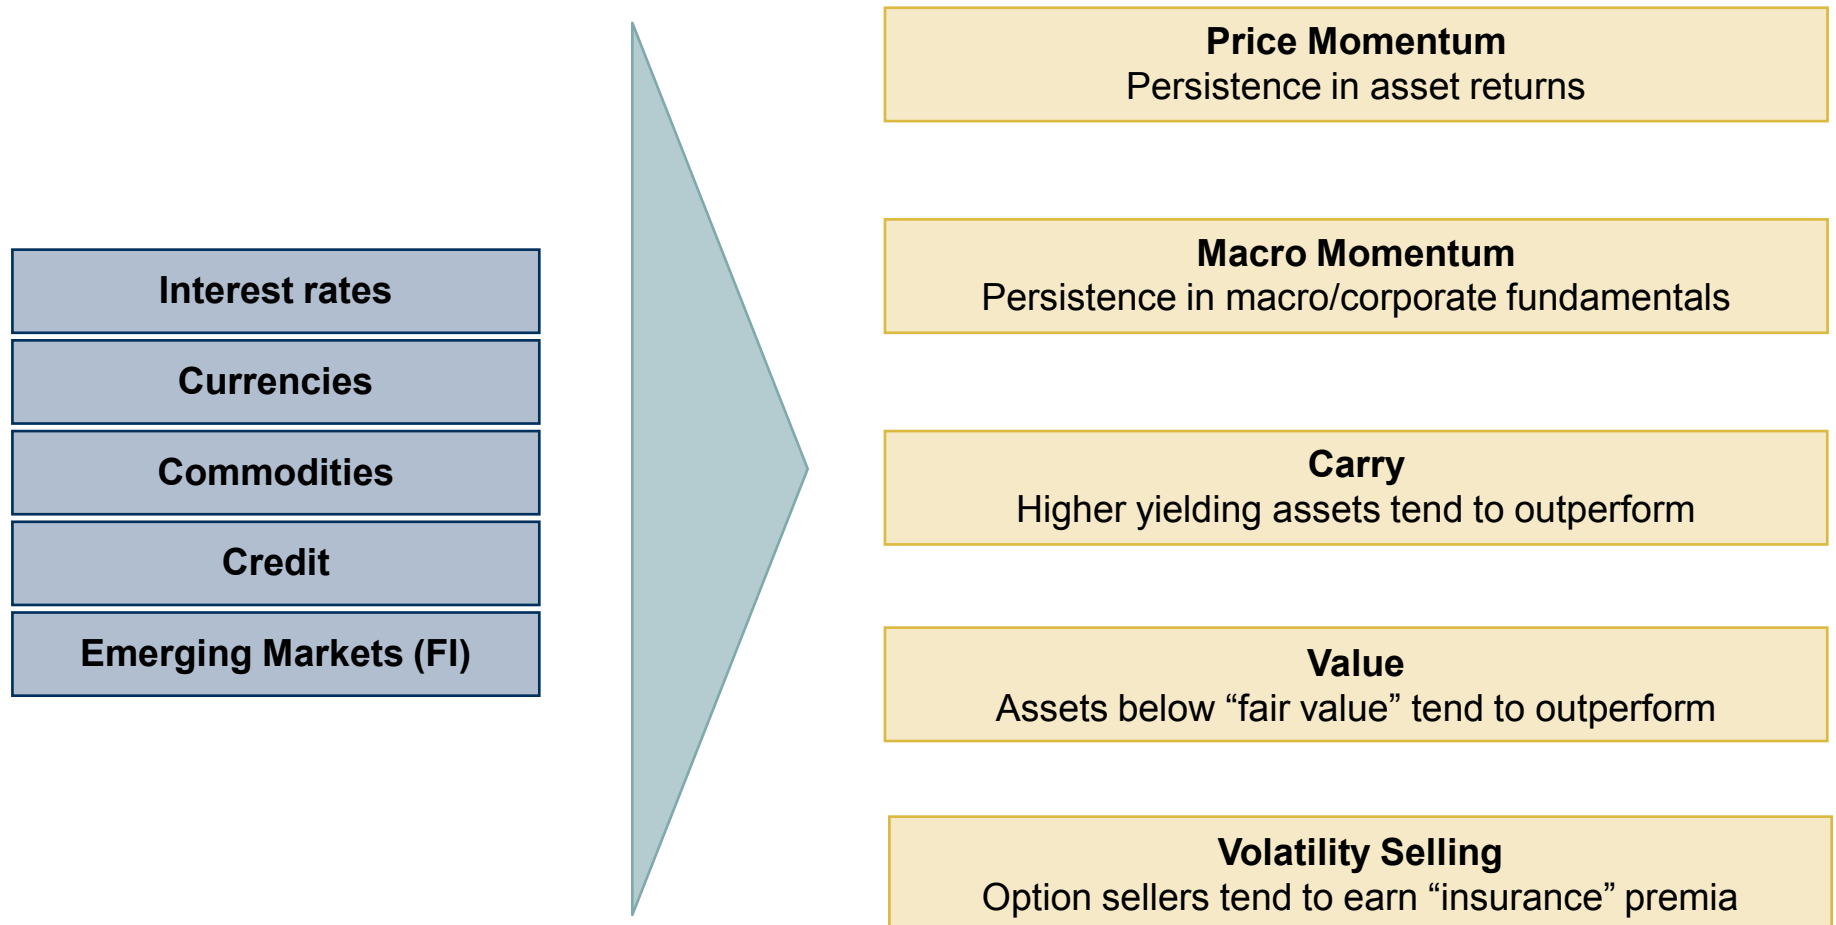 Interest rates
Currencies
Commodities
Credit
Emerging Markets (FI)
Price Momentum
Persistence in asset returns
Macro Momentum
Persistence in macro/corporate fundamentals
Carry
Higher yielding assets tend to outperform
Value
Assets below “fair value” tend to outperform
Volatility Selling
Option sellers tend to earn “insurance” premia